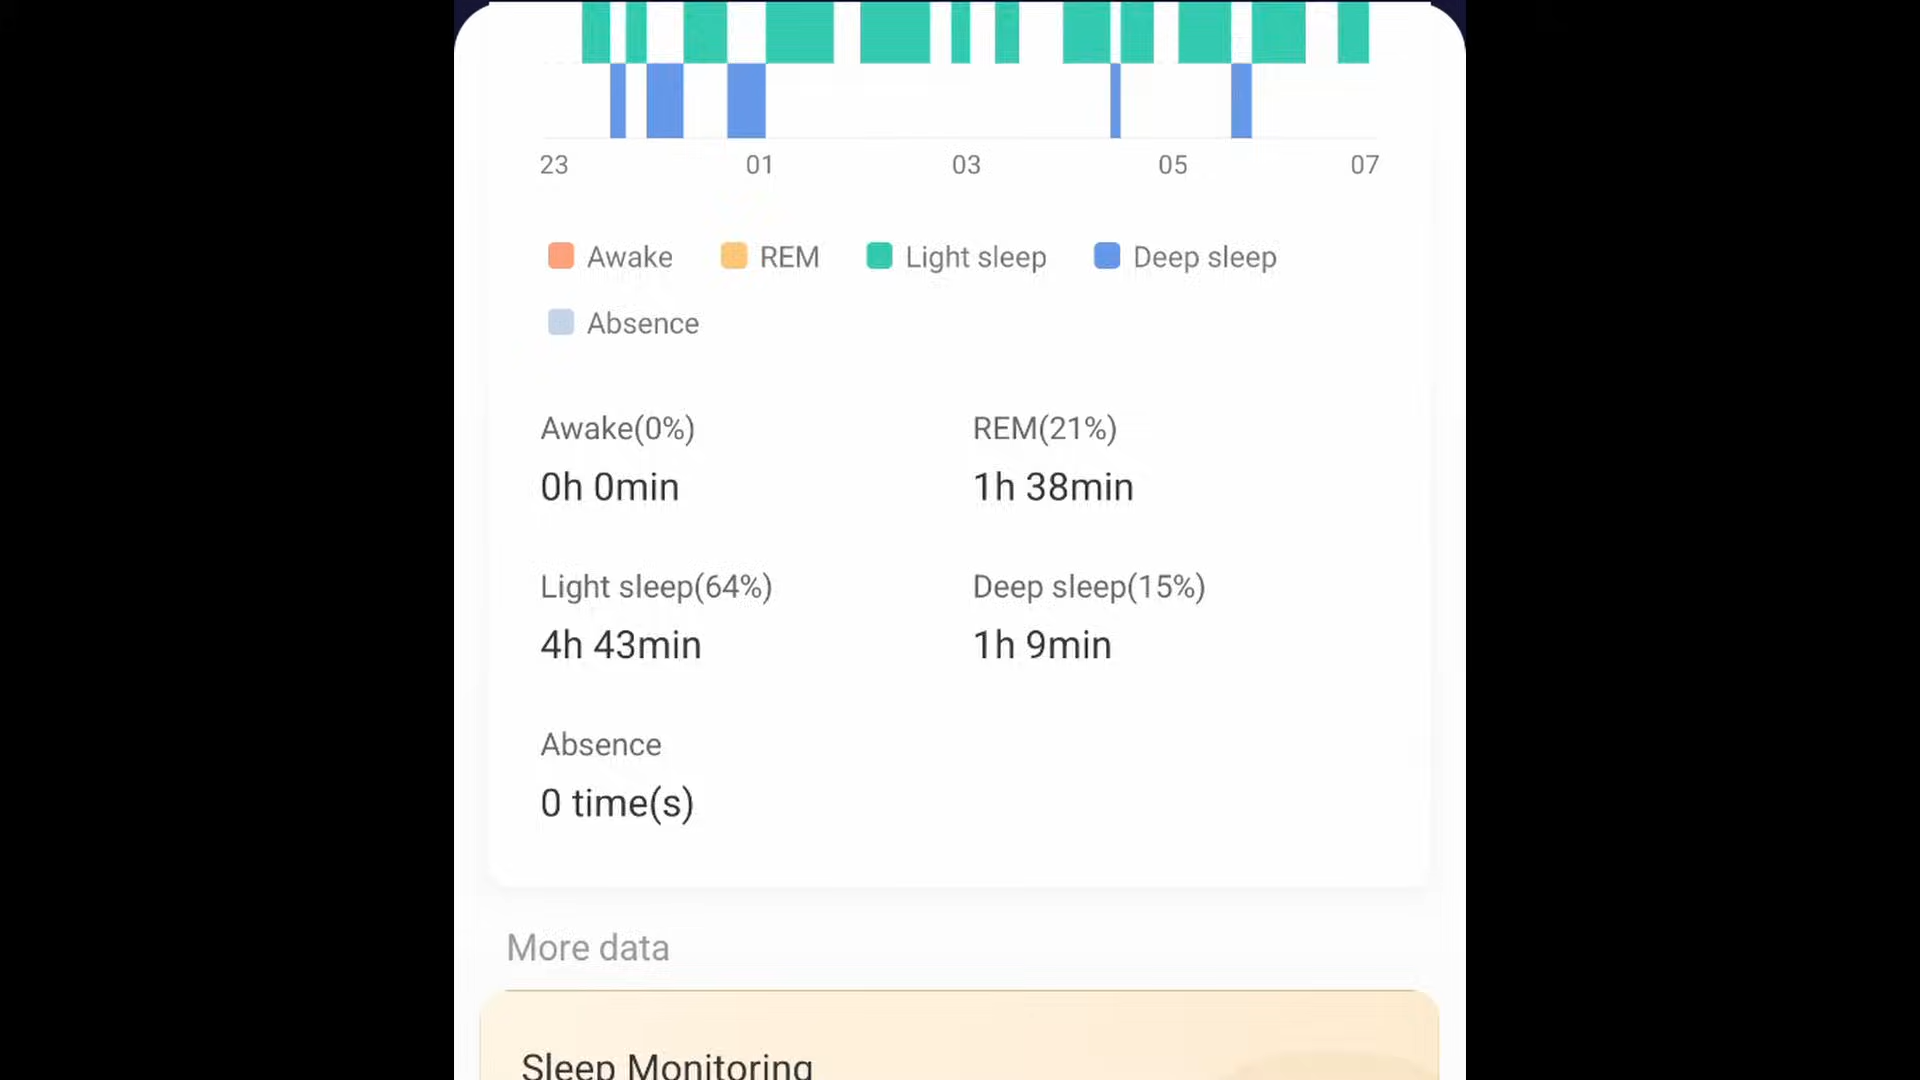 23 01 03 05 07
Awake REM Light sleep Deep sleep
Absence
Awake(0%) REM(21%)
0h 0min 1h 38min
Light sleep(64%) Deep sleep(15%)
4h 43min 1h 9min
Absence
0 time(s)
More data
Sleep Monitoring